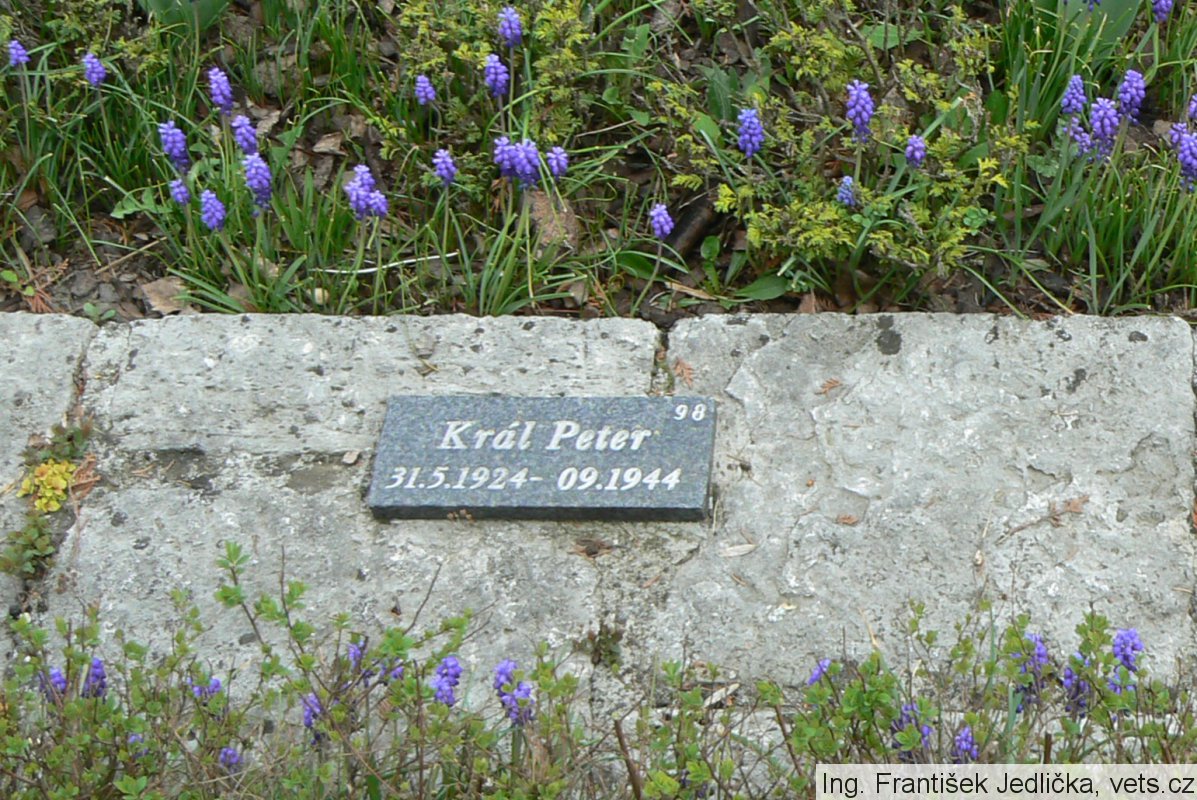 98
Král Peter
31.5.1924- 09.1944
Ing. František Jedlička, vets.cz